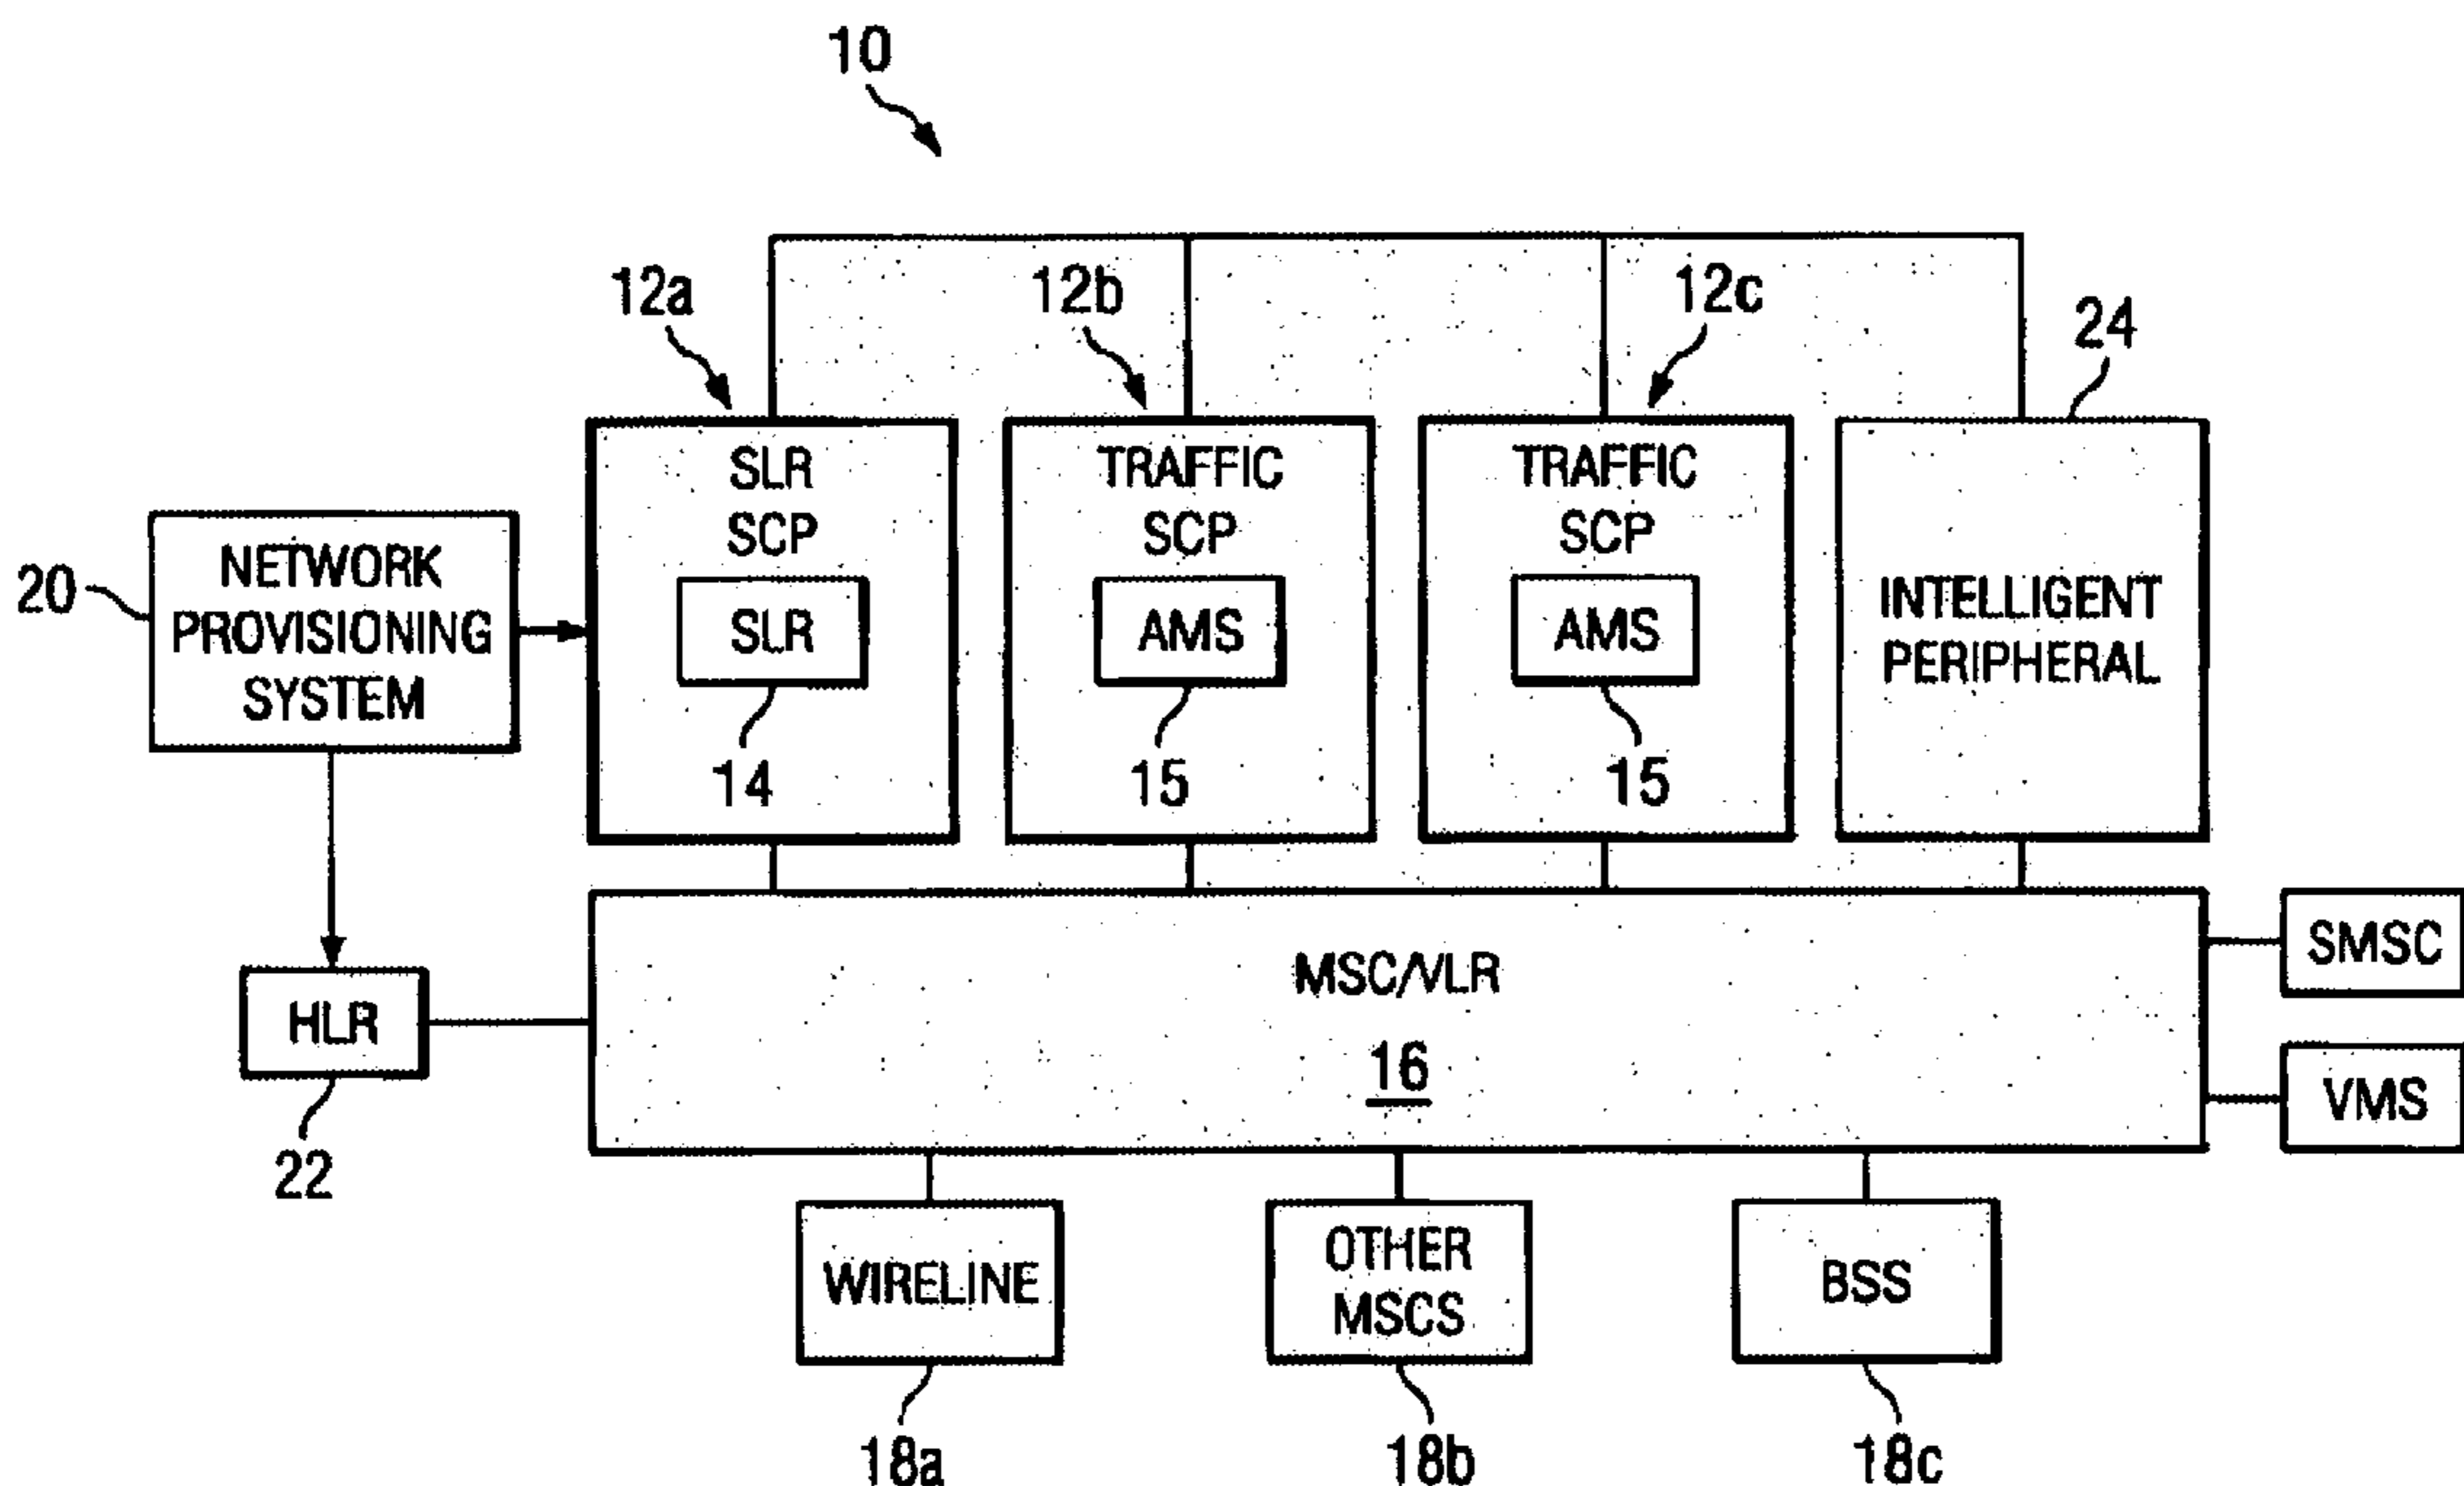 10
12a
12b
12c
24
SLR
SCP
SLR
14
TRAFFIC
SCP
AMS
15
TRAFFIC
SCP
AMS
15
INTELLIGENT
PERIPHERAL
20
NETWORK
PROVISIONING
SYSTEM
HLR
22
MSC/VLR
16
SMSC
VMS
WIRELINE
18a
OTHER
MSCS
18b
BSS
18c